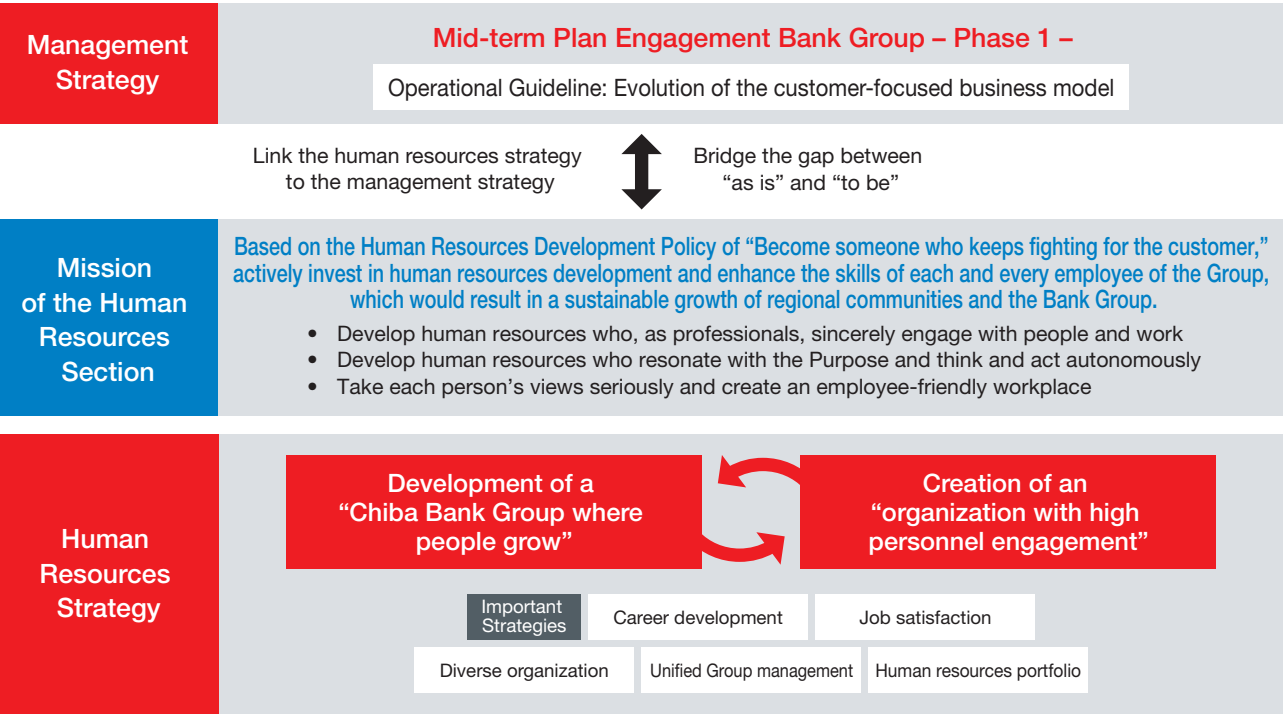 Management
Strategy
Mid-term Plan Engagement Bank Group – Phase 1 –
Operational Guideline: Evolution of the customer-focused business model
Link the human resources strategy
to the management strategy
Bridge the gap between
“as is” and “to be”
Mission
of the Human
Resources
Section
Based on the Human Resources Development Policy of “Become someone who keeps fighting for the customer,”
actively invest in human resources development and enhance the skills of each and every employee of the Group,
which would result in a sustainable growth of regional communities and the Bank Group.
• Develop human resources who, as professionals, sincerely engage with people and work
• Develop human resources who resonate with the Purpose and think and act autonomously
• Take each person’s views seriously and create an employee-friendly workplace
Human
Resources
Strategy
Development of a
“Chiba Bank Group where
people grow”
Creation of an
“organization with high
personnel engagement”
Important
Strategies
Career development
Job satisfaction
Diverse organization
Unified Group management
Human resources portfolio